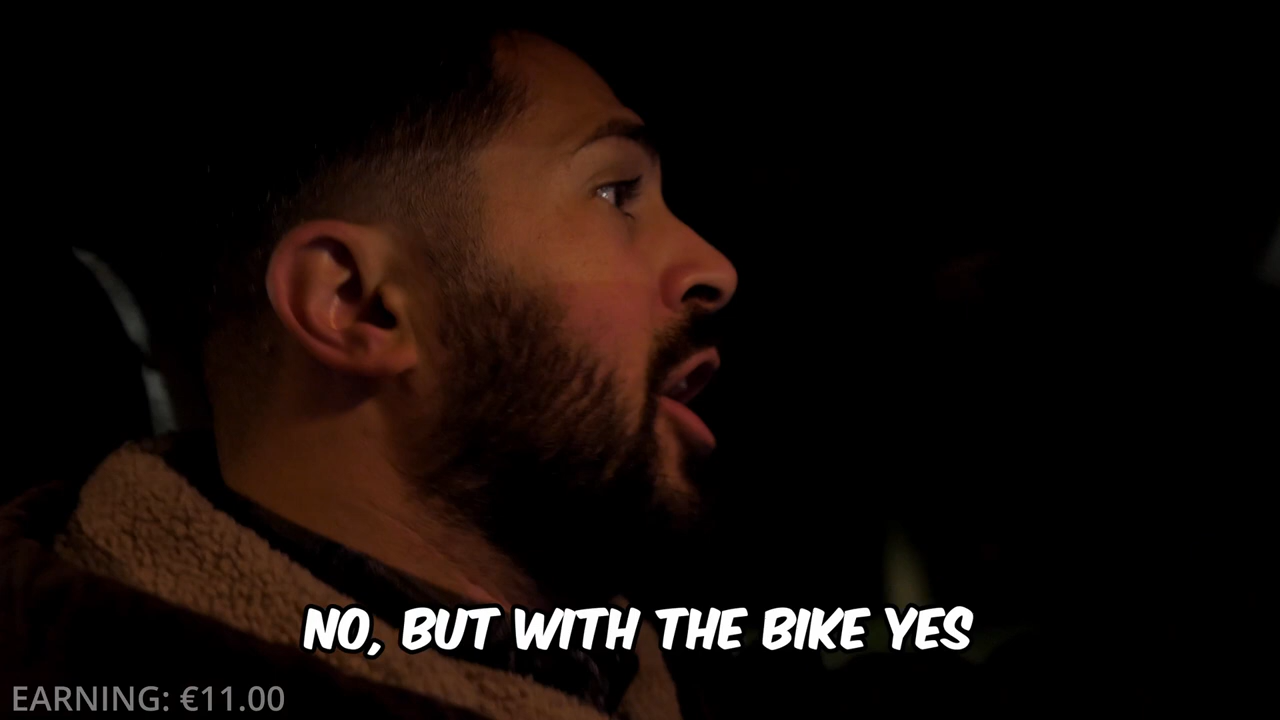 NO, BUT WITH THE BIKE YES
EARNING: €11.00